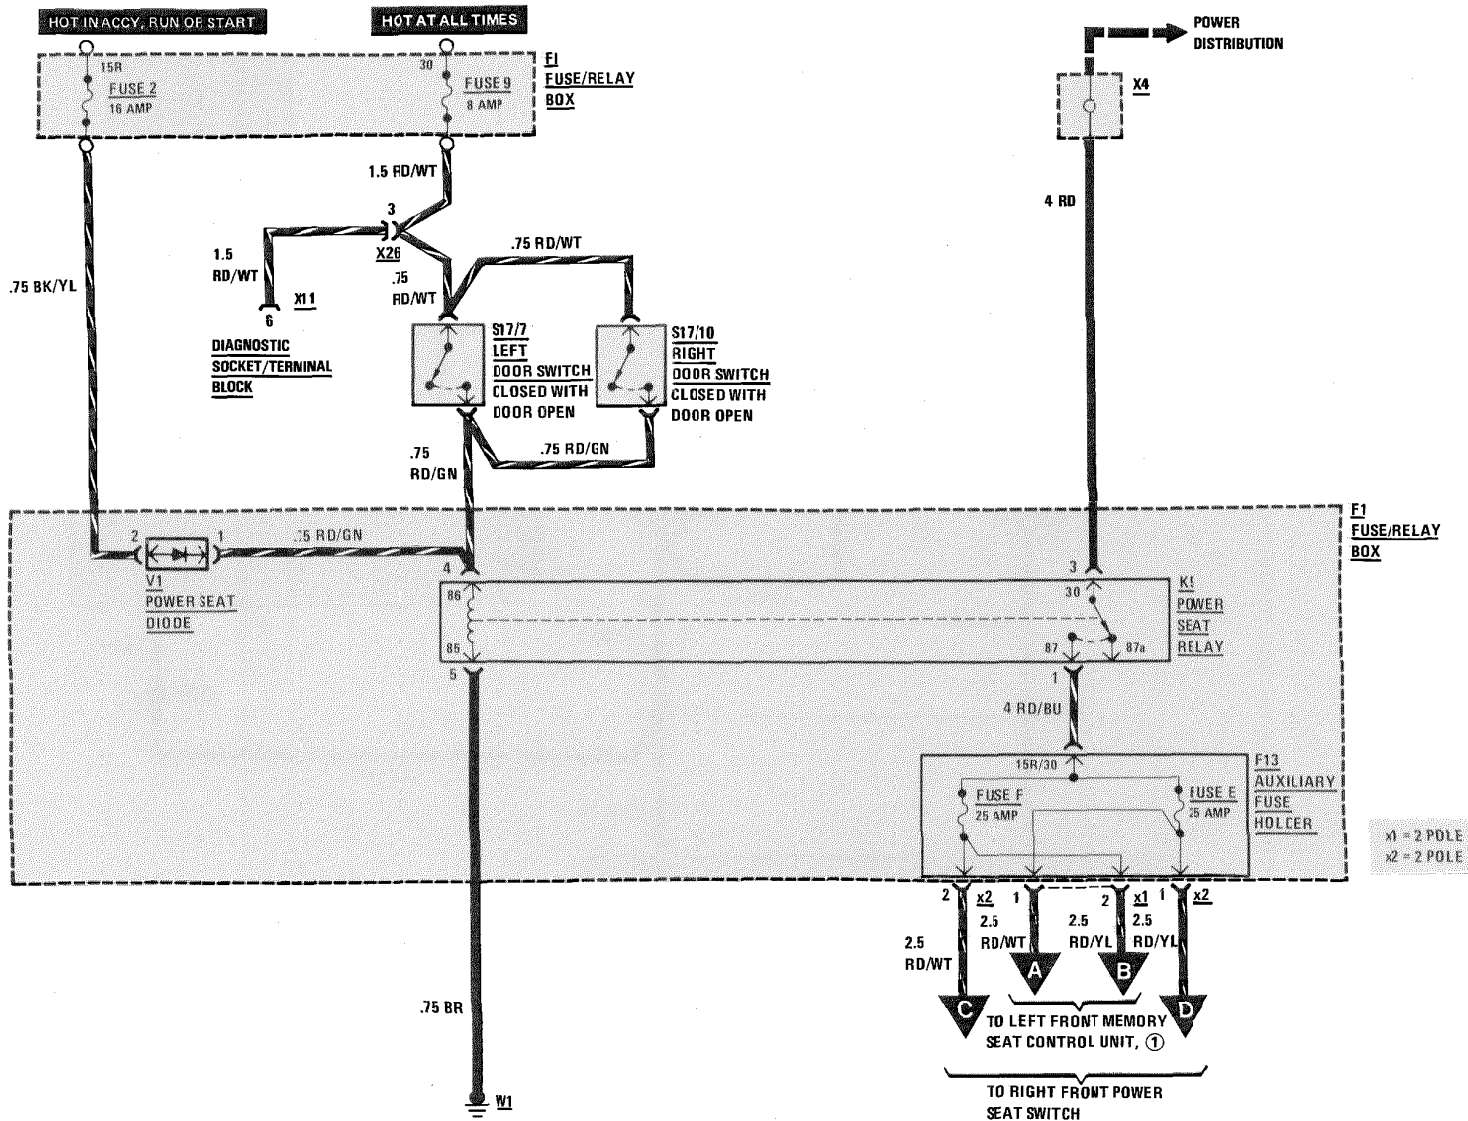 HOT IN ACCY, RUN OR START
HOT AT ALL TIMES
POWER
DISTRIBUTION
15R
FUSE 2
16 AMP
30
FUSE 9
8 AMP
F1
FUSE/RELAY
BOX
X4
1.5 RD/WT
3
X26
4 RD
1.5
RD/WT
.75 RD/WT
.75
RD/WT
.75 BK/YL
X11
6
DIAGNOSTIC
SOCKET/TERMINAL
BLOCK
S17/7
LEFT
DOOR SWITCH
CLOSED WITH
DOOR OPEN
S17/10
RIGHT
DOOR SWITCH
CLOSED WITH
DOOR OPEN
.75
RD/GN
.75 RD/GN
F1
FUSE/RELAY
BOX
2
1
.75 RD/GN
V1
POWER SEAT
DIODE
4
86
85
5
3
30
87
87a
1
K1
POWER
SEAT
RELAY
4 RD/BU
15R/30
FUSE F
25 AMP
FUSE E
25 AMP
F13
AUXILIARY
FUSE
HOLDER
x1 = 2 POLE
x2 = 2 POLE
2
x2
1
2
x1
1
x2
2.5
RD/WT
2.5
RD/WT
2.5
RD/YL
2.5
RD/YL
A
B
C
D
TO LEFT FRONT MEMORY
SEAT CONTROL UNIT, ①
.75 BR
W1
TO RIGHT FRONT POWER
SEAT SWITCH